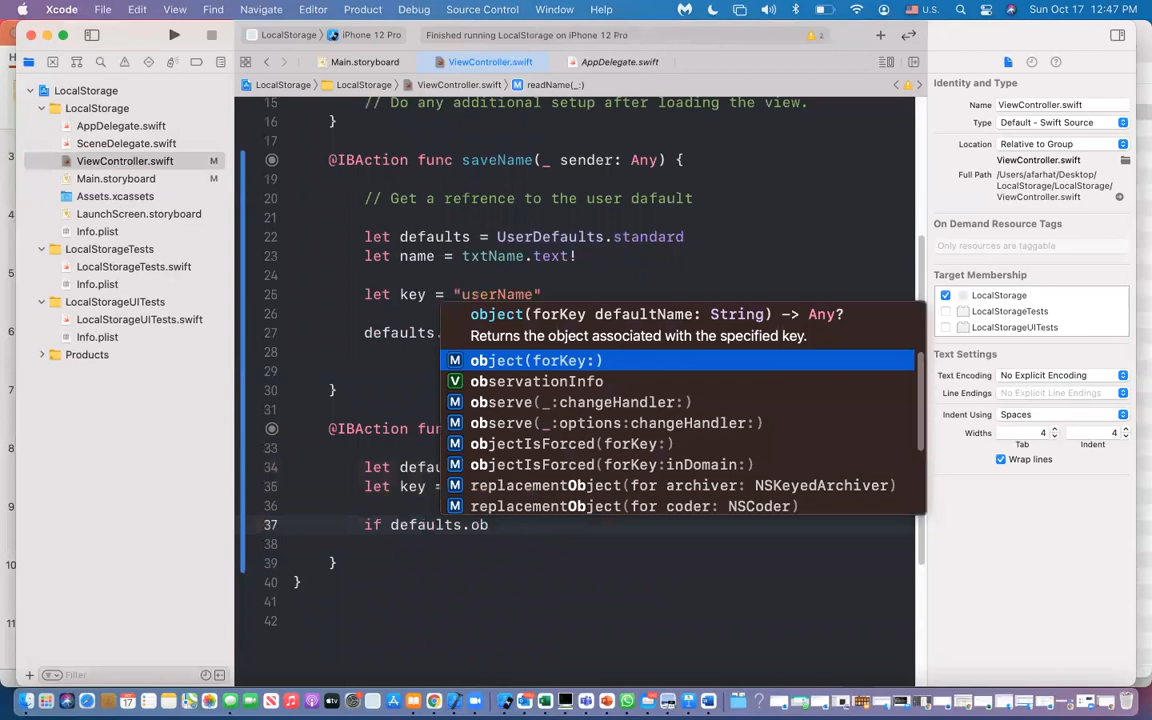 Xcode File Edit View Find Navigate Editor Product Debug Source Control Window Help U.S. Sun Oct 17 12:47 PM
LocalStorage iPhone 12 Pro Finished running LocalStorage on iPhone 12 Pro 2
Main.storyboard ViewController.swift AppDelegate.swift
LocalStorage LocalStorage ViewController.swift M readName(_:)
LocalStorage
LocalStorage
AppDelegate.swift
SceneDelegate.swift
ViewController.swift M
Main.storyboard M
Assets.xcassets
LaunchScreen.storyboard
Info.plist
LocalStorageTests
LocalStorageTests.swift
Info.plist
LocalStorageUITests
LocalStorageUITests.swift
Info.plist
Products
Filter
15 // Do any additional setup after loading the view.
16 }
17
@IBAction func saveName(_ sender: Any) {
19
20 // Get a refrence to the user dafault
21
22 let defaults = UserDefaults.standard
23 let name = txtName.text!
24
25 let key = "userName"
26
27 defaults.
28
30 }
31
@IBAction fun
33
34 let defau
35 let key =
36
37 if defaults.ob
38
39 }
40 }
41
42
object(forKey defaultName: String) -> Any?
Returns the object associated with the specified key.
M object(forKey:)
V observationInfo
M observe(_:changeHandler:)
M observe(_:options:changeHandler:)
M objectIsForced(forKey:)
M objectIsForced(forKey:inDomain:)
M replacementObject(for archiver: NSKeyedArchiver)
M replacementObject(for coder: NSCoder)
Identity and Type
Name ViewController.swift
Type Default - Swift Source
Location Relative to Group
ViewController.swift
Full Path /Users/afarhat/Desktop/
LocalStorage/LocalStorage/
ViewController.swift
On Demand Resource Tags
Only resources are taggable
Target Membership
LocalStorage
LocalStorageTests
LocalStorageUITests
Text Settings
Text Encoding No Explicit Encoding
Line Endings No Explicit Line Endings
Indent Using Spaces
Widths 4 4
Tab Indent
Wrap lines